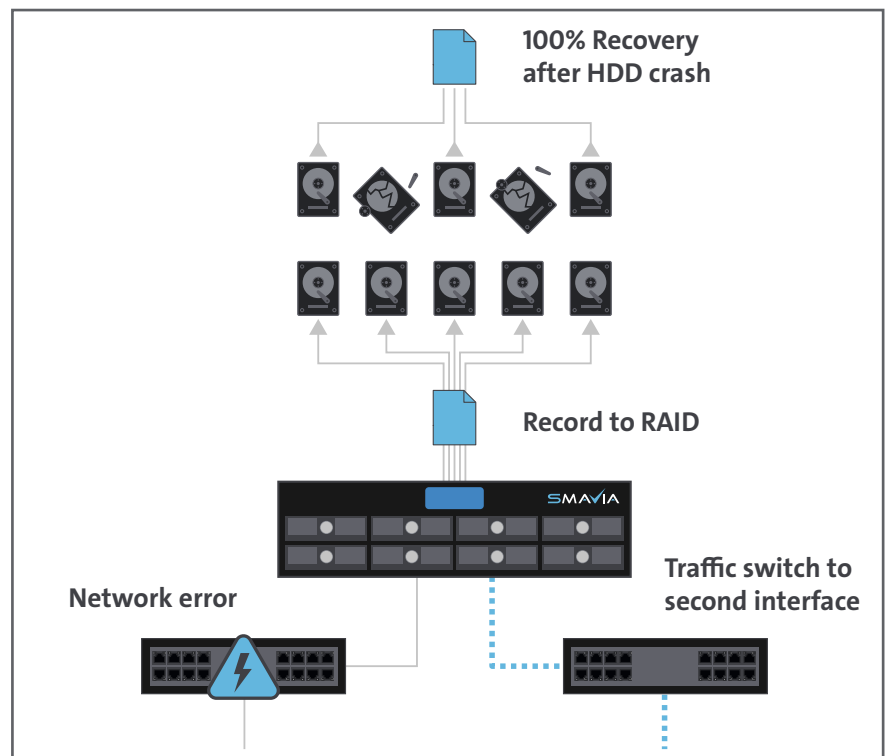 100% Recovery
after HDD crash
Record to RAID
SMAVIA
Traffic switch to
second interface
Network error